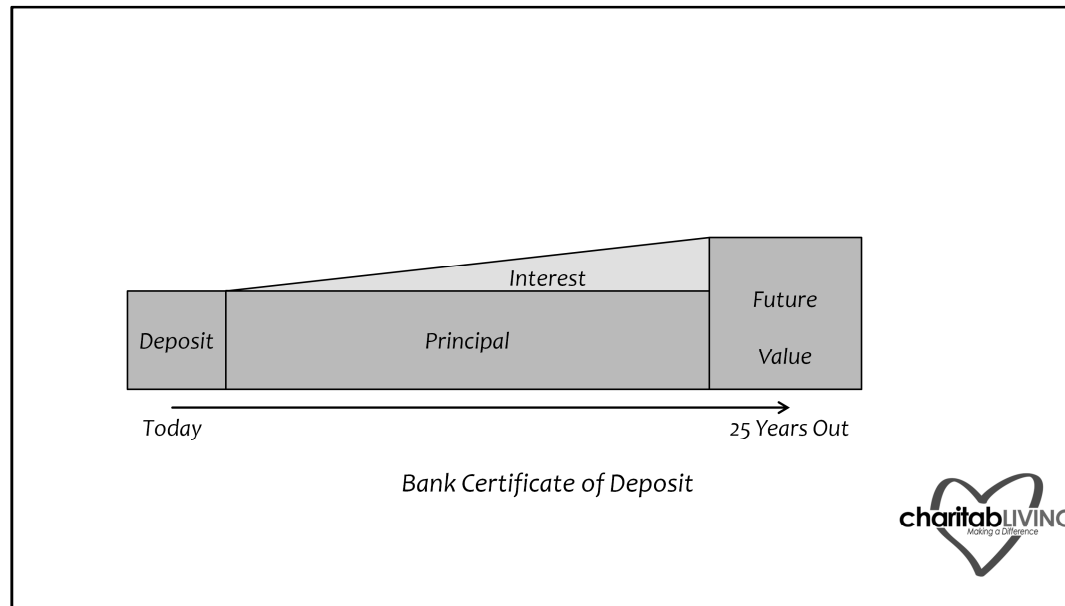 Interest
Deposit
Principal
Future
Value
Today
25 Years Out
Bank Certificate of Deposit
charitabLIVING
Making a Difference